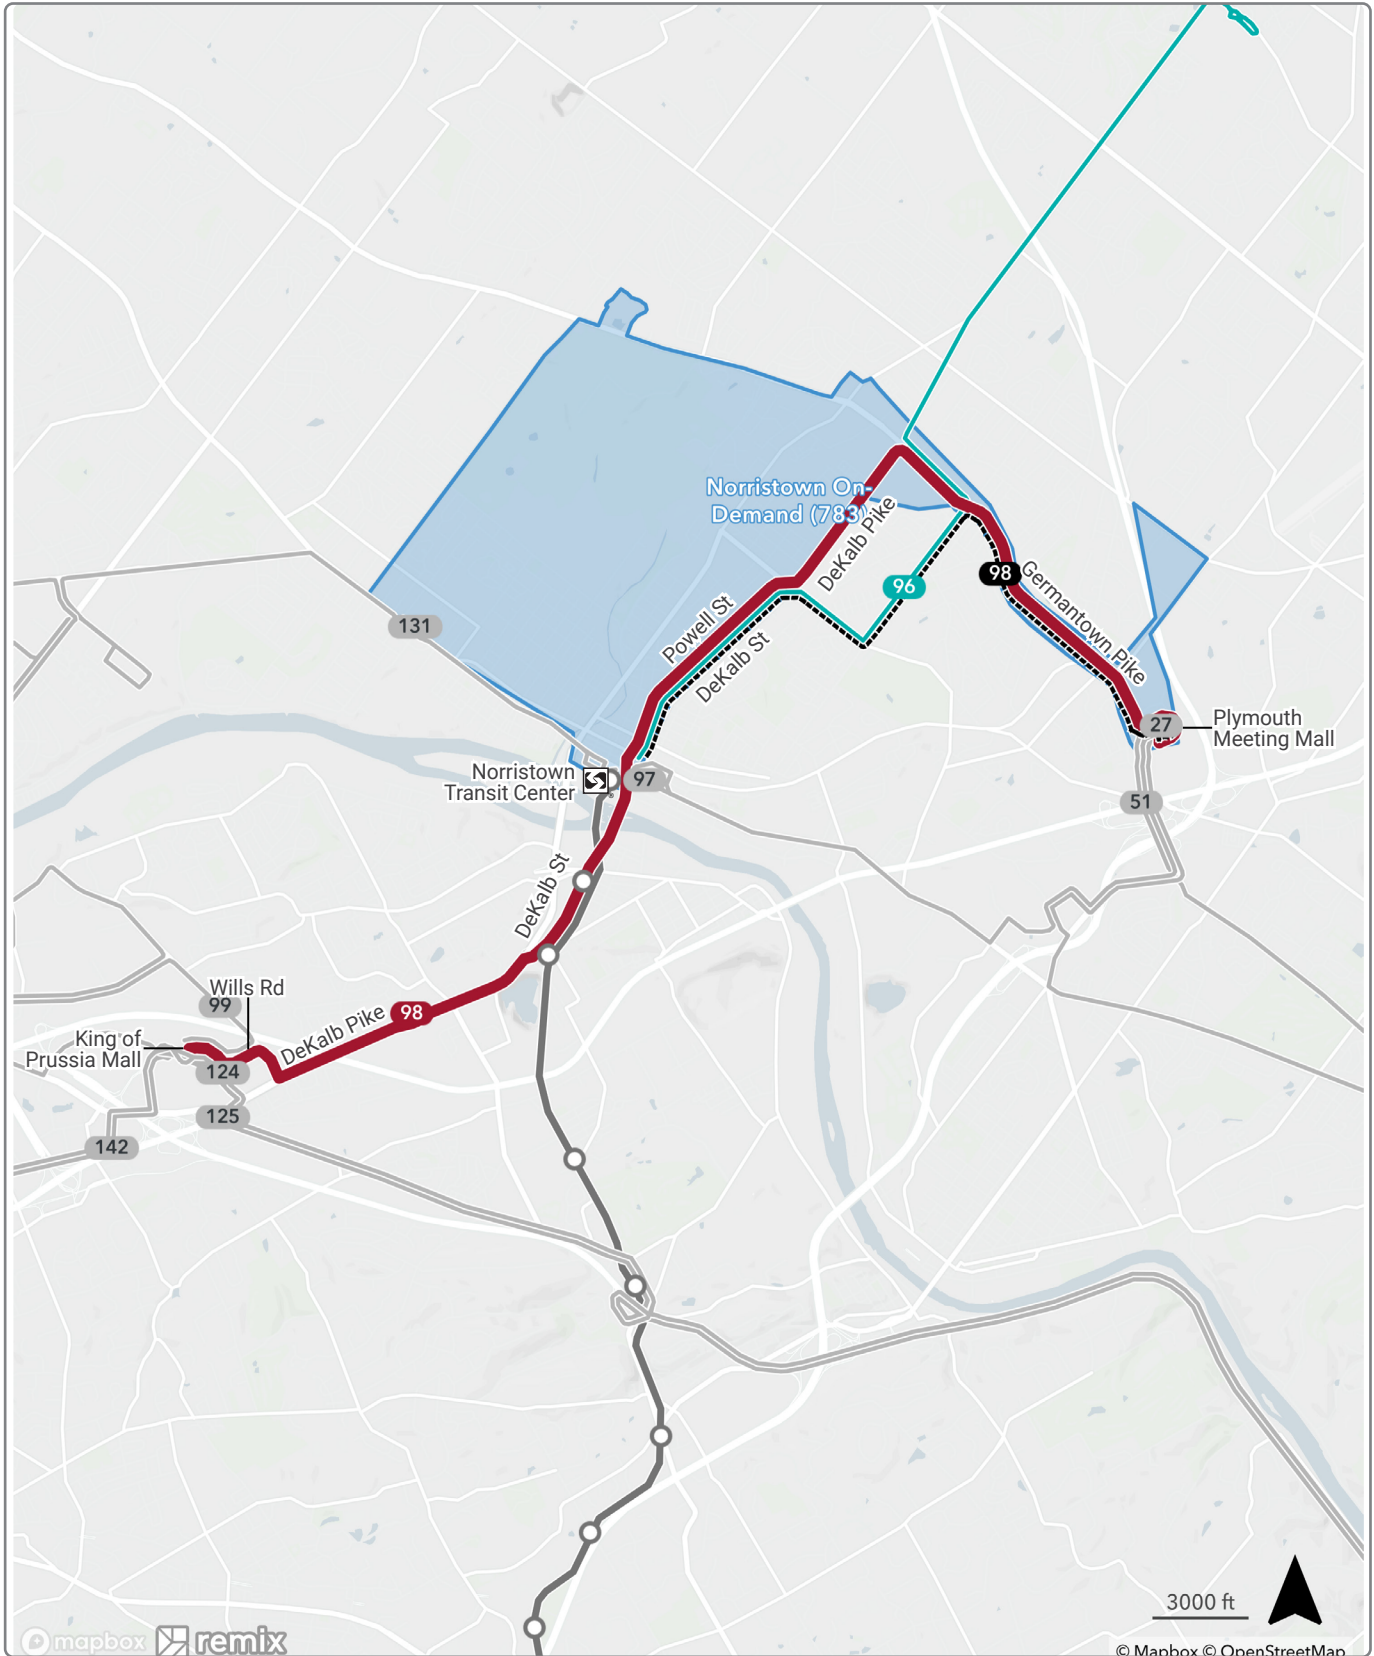 Norristown On-
Demand (783)
DeKalb Pike
96
98
Germantown Pike
131
Powell St
DeKalb St
27
Plymouth
Meeting Mall
Norristown
Transit Center
97
51
DeKalb St
Wills Rd
99
98
DeKalb Pike
King of
Prussia Mall
124
125
142
3000 ft
mapbox
remix
© Mapbox © OpenStreetMap